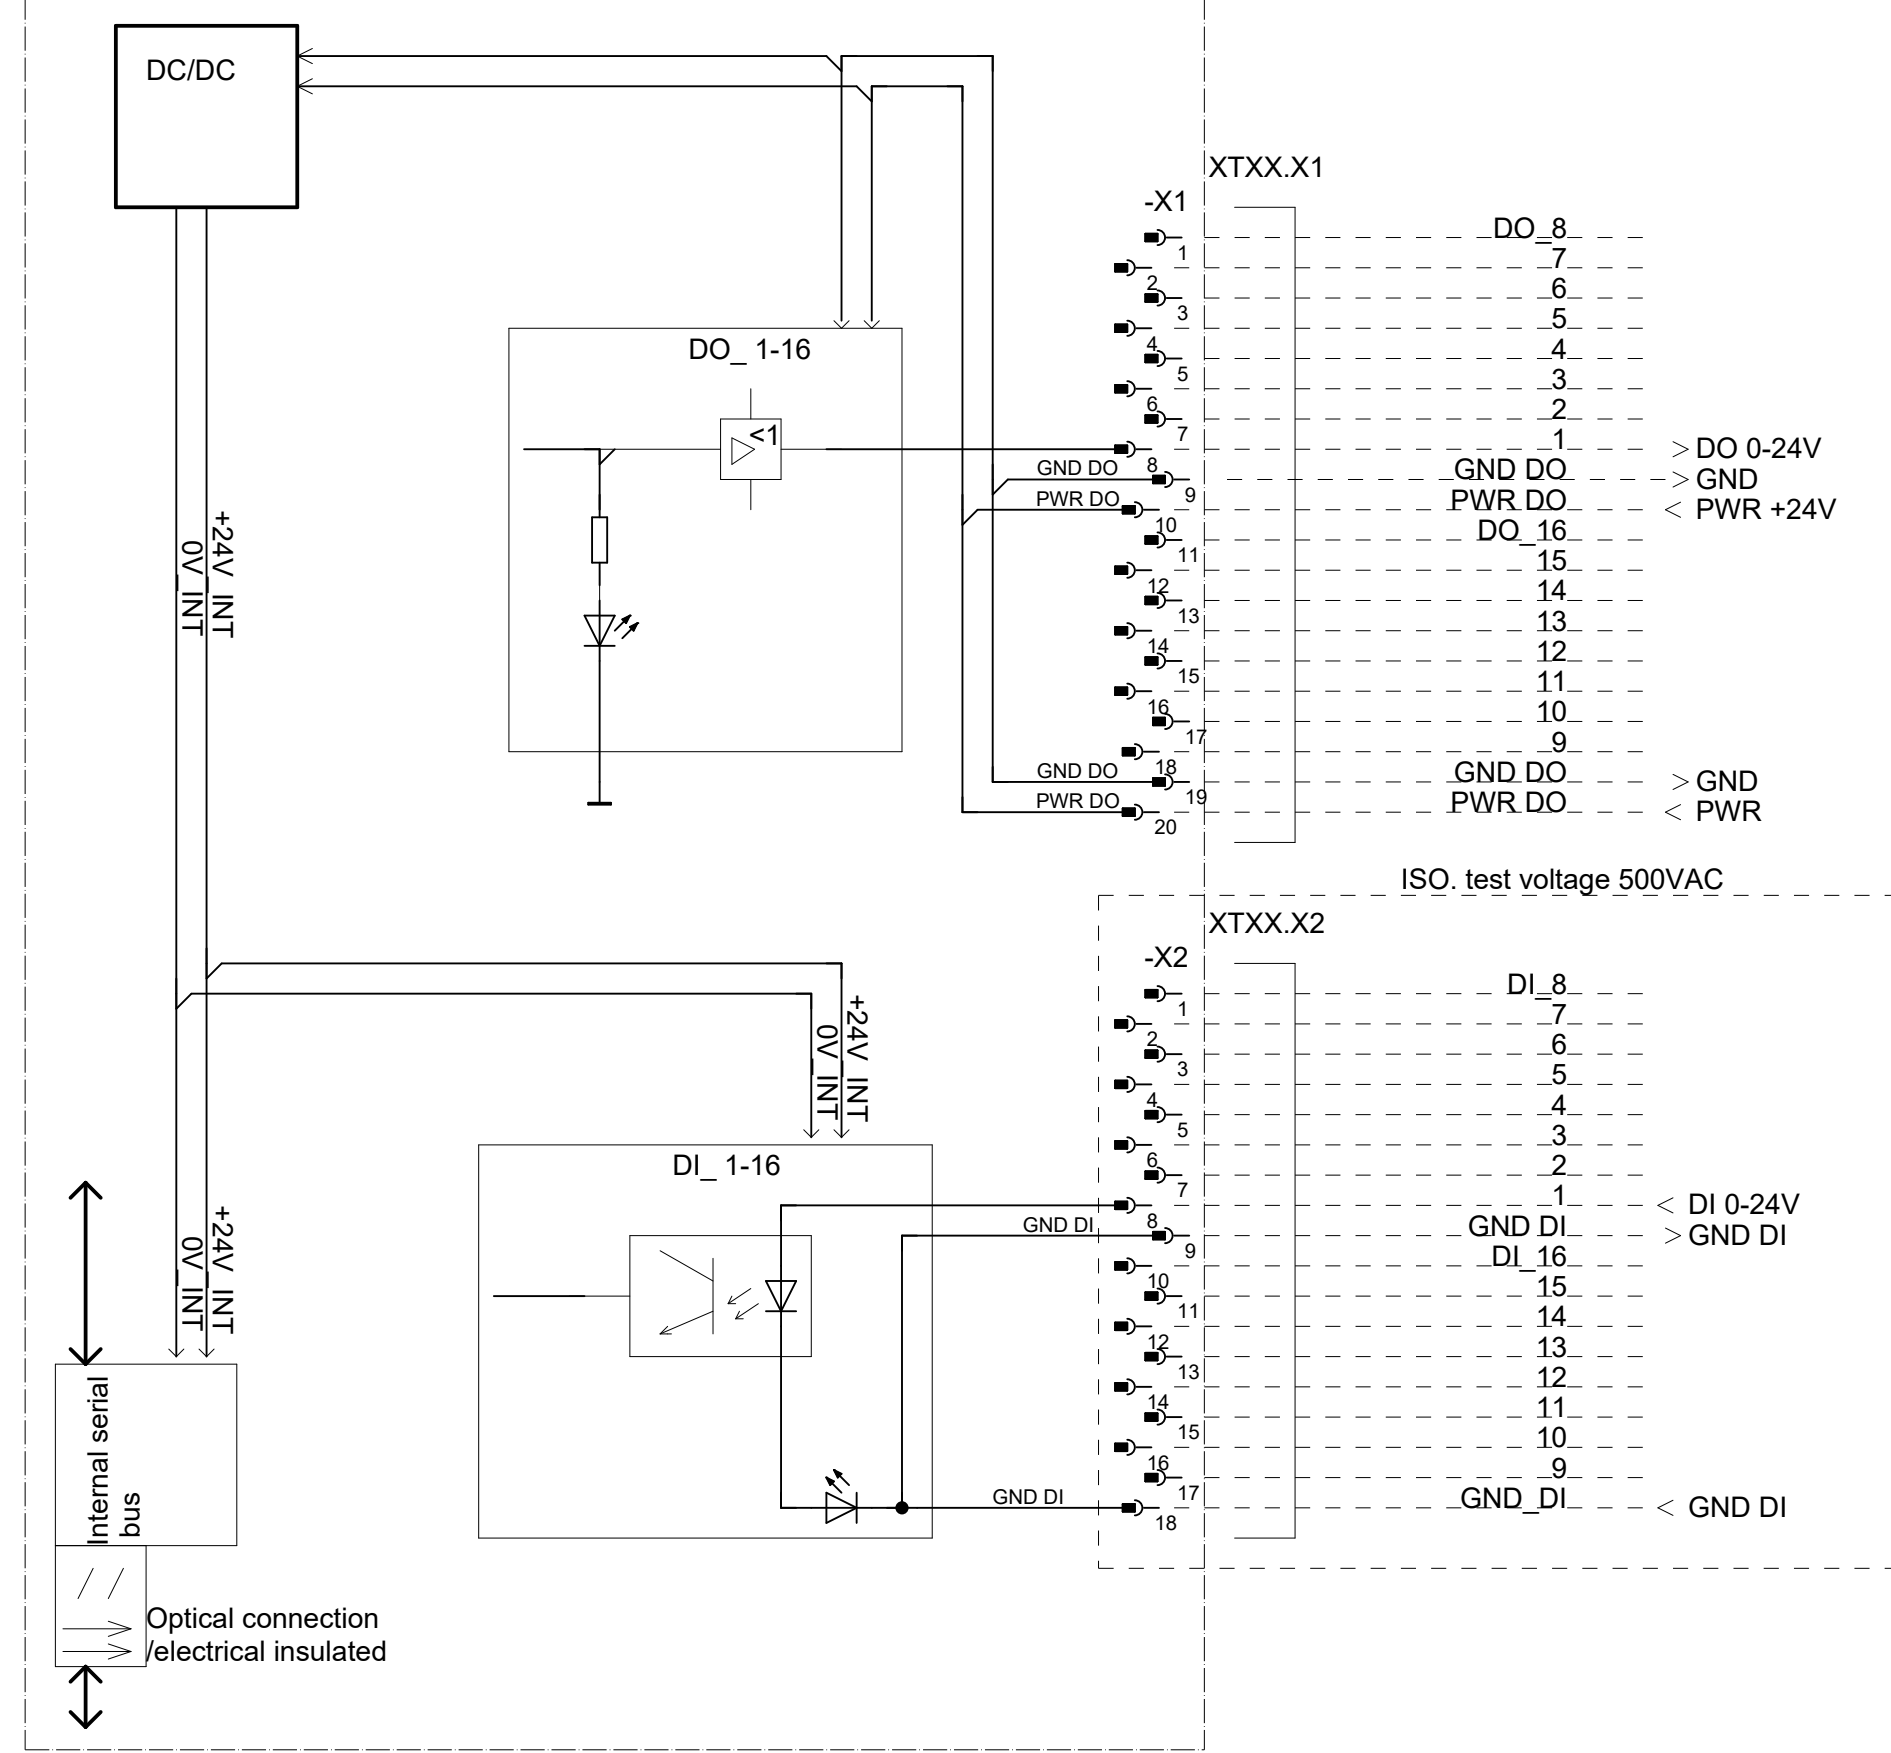 DC/DC
XTXX.X1
-X1
DO_8
1
7
2
6
3
5
4
4
5
3
6
2
7
1
> DO 0-24V
GND DO
8
GND DO
> GND
PWR DO
9
PWR DO
< PWR +24V
10
DO_16
11
15
12
14
13
13
14
12
15
11
16
10
17
9
GND DO
18
GND DO
> GND
PWR DO
19
PWR DO
< PWR
20
DO_ 1-16
<1
+24V_INT
0V_INT
ISO. test voltage 500VAC
XTXX.X2
-X2
DI_8
1
7
2
6
3
5
4
4
5
3
6
2
7
1
< DI 0-24V
GND DI
8
GND DI
> GND DI
9
DI_16
10
15
11
14
12
13
13
12
14
11
15
10
16
9
17
GND DI
GND_DI
< GND DI
18
+24V_INT
0V_INT
DI_ 1-16
+24V_INT
0V_INT
Internal serial
bus
Optical connection
/electrical insulated